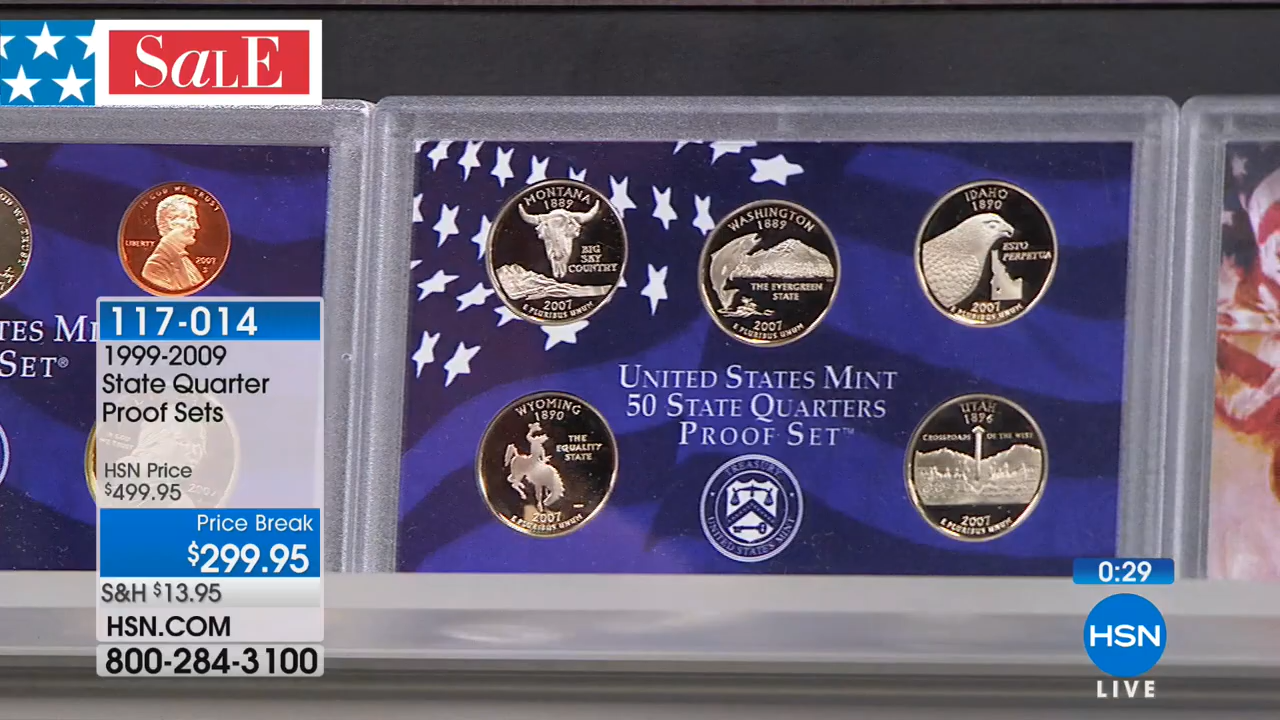 SALE
IN GOD WE TRUST
LIBERTY
2007
S
TES MI
SET®
117-014
1999-2009
State Quarter
Proof Sets
HSN Price
$499.95
Price Break
$299.95
S&H $13.95
HSN.COM
800-284-3100
MONTANA
1889
BIG
SKY
COUNTRY
2007
E PLURIBUS UNUM
WASHINGTON
1889
THE EVERGREEN
STATE
2007
E PLURIBUS UNUM
IDAHO
1890
ESTO
PERPETUA
2007
E PLURIBUS UNUM
UNITED STATES MINT
50 STATE QUARTERS
PROOF SET™
WYOMING
1890
THE
EQUALITY
STATE
2007
E PLURIBUS UNUM
UTAH
1896
CROSSROADS OF THE WEST
2007
E PLURIBUS UNUM
TREASURY
UNITED STATES MINT
0:29
HSN
LIVE